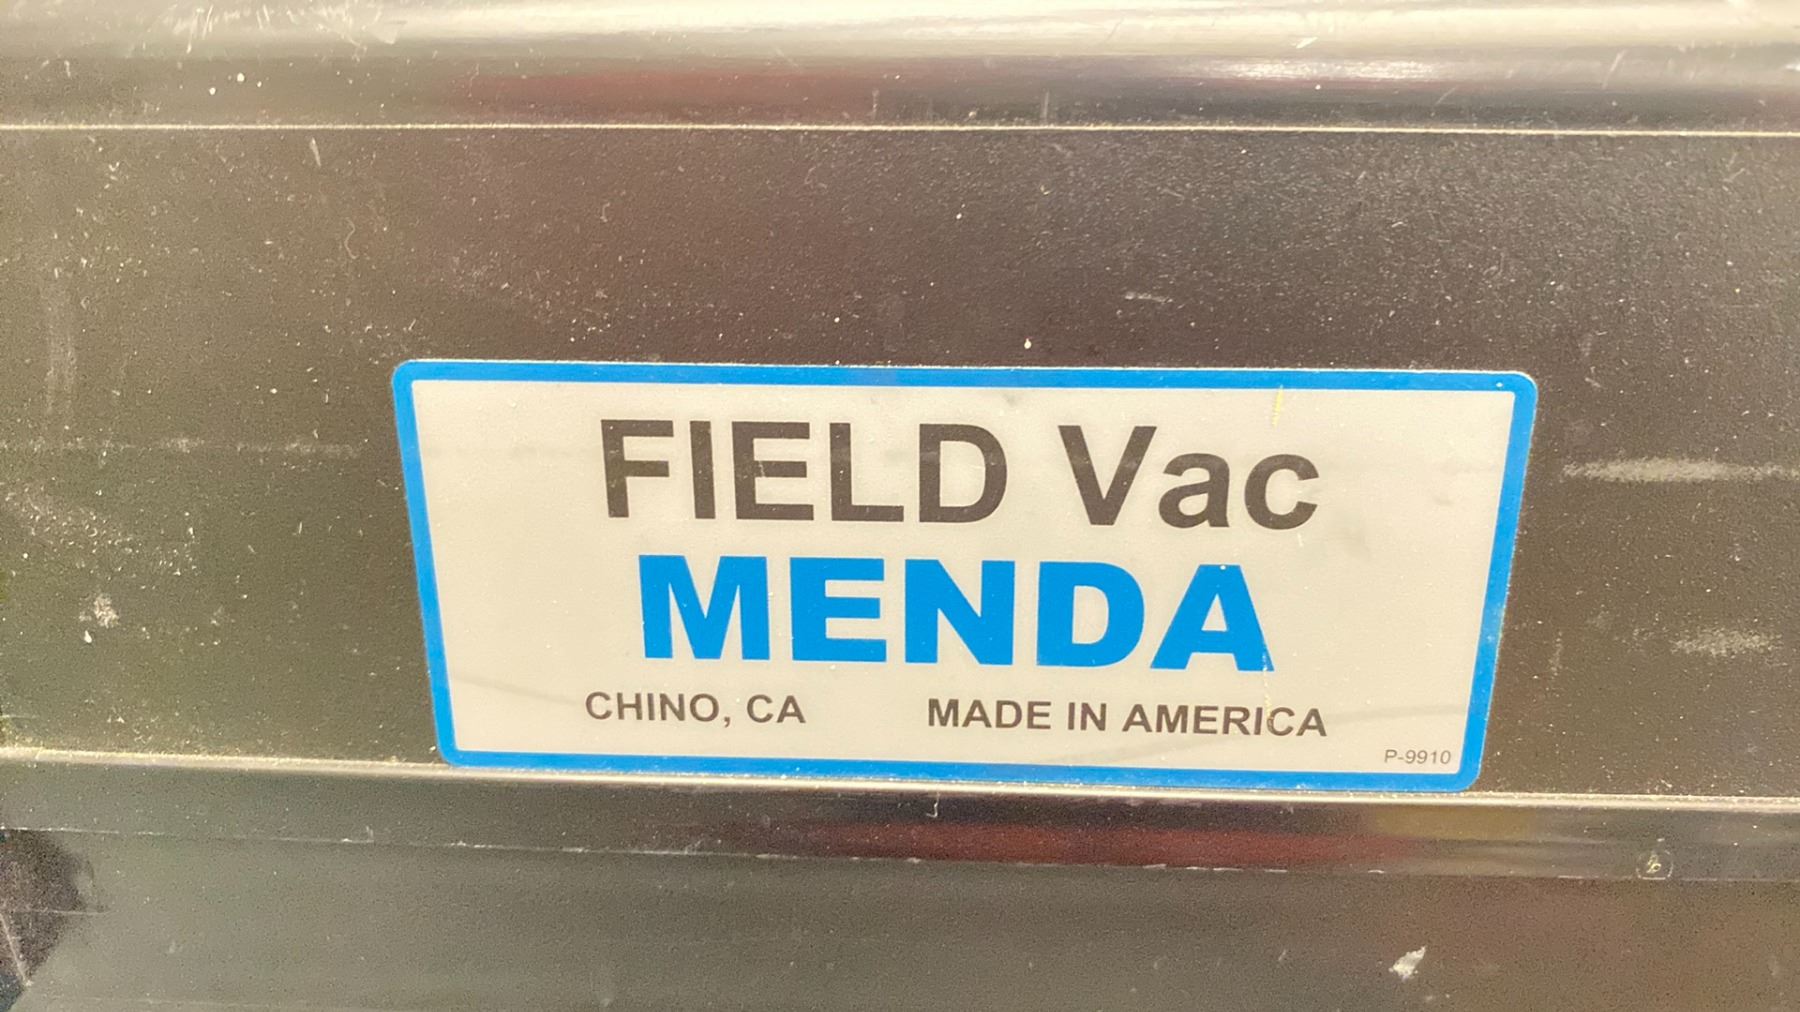 FIELD Vac
MENDA
CHINO, CA MADE IN AMERICA
P-9910